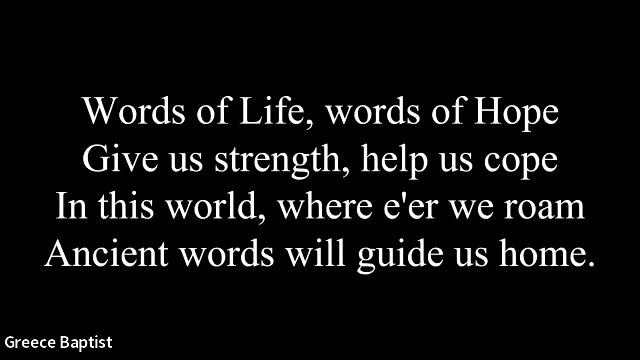 Words of Life, words of Hope
Give us strength, help us cope
In this world, where e'er we roam
Ancient words will guide us home.
Greece Baptist